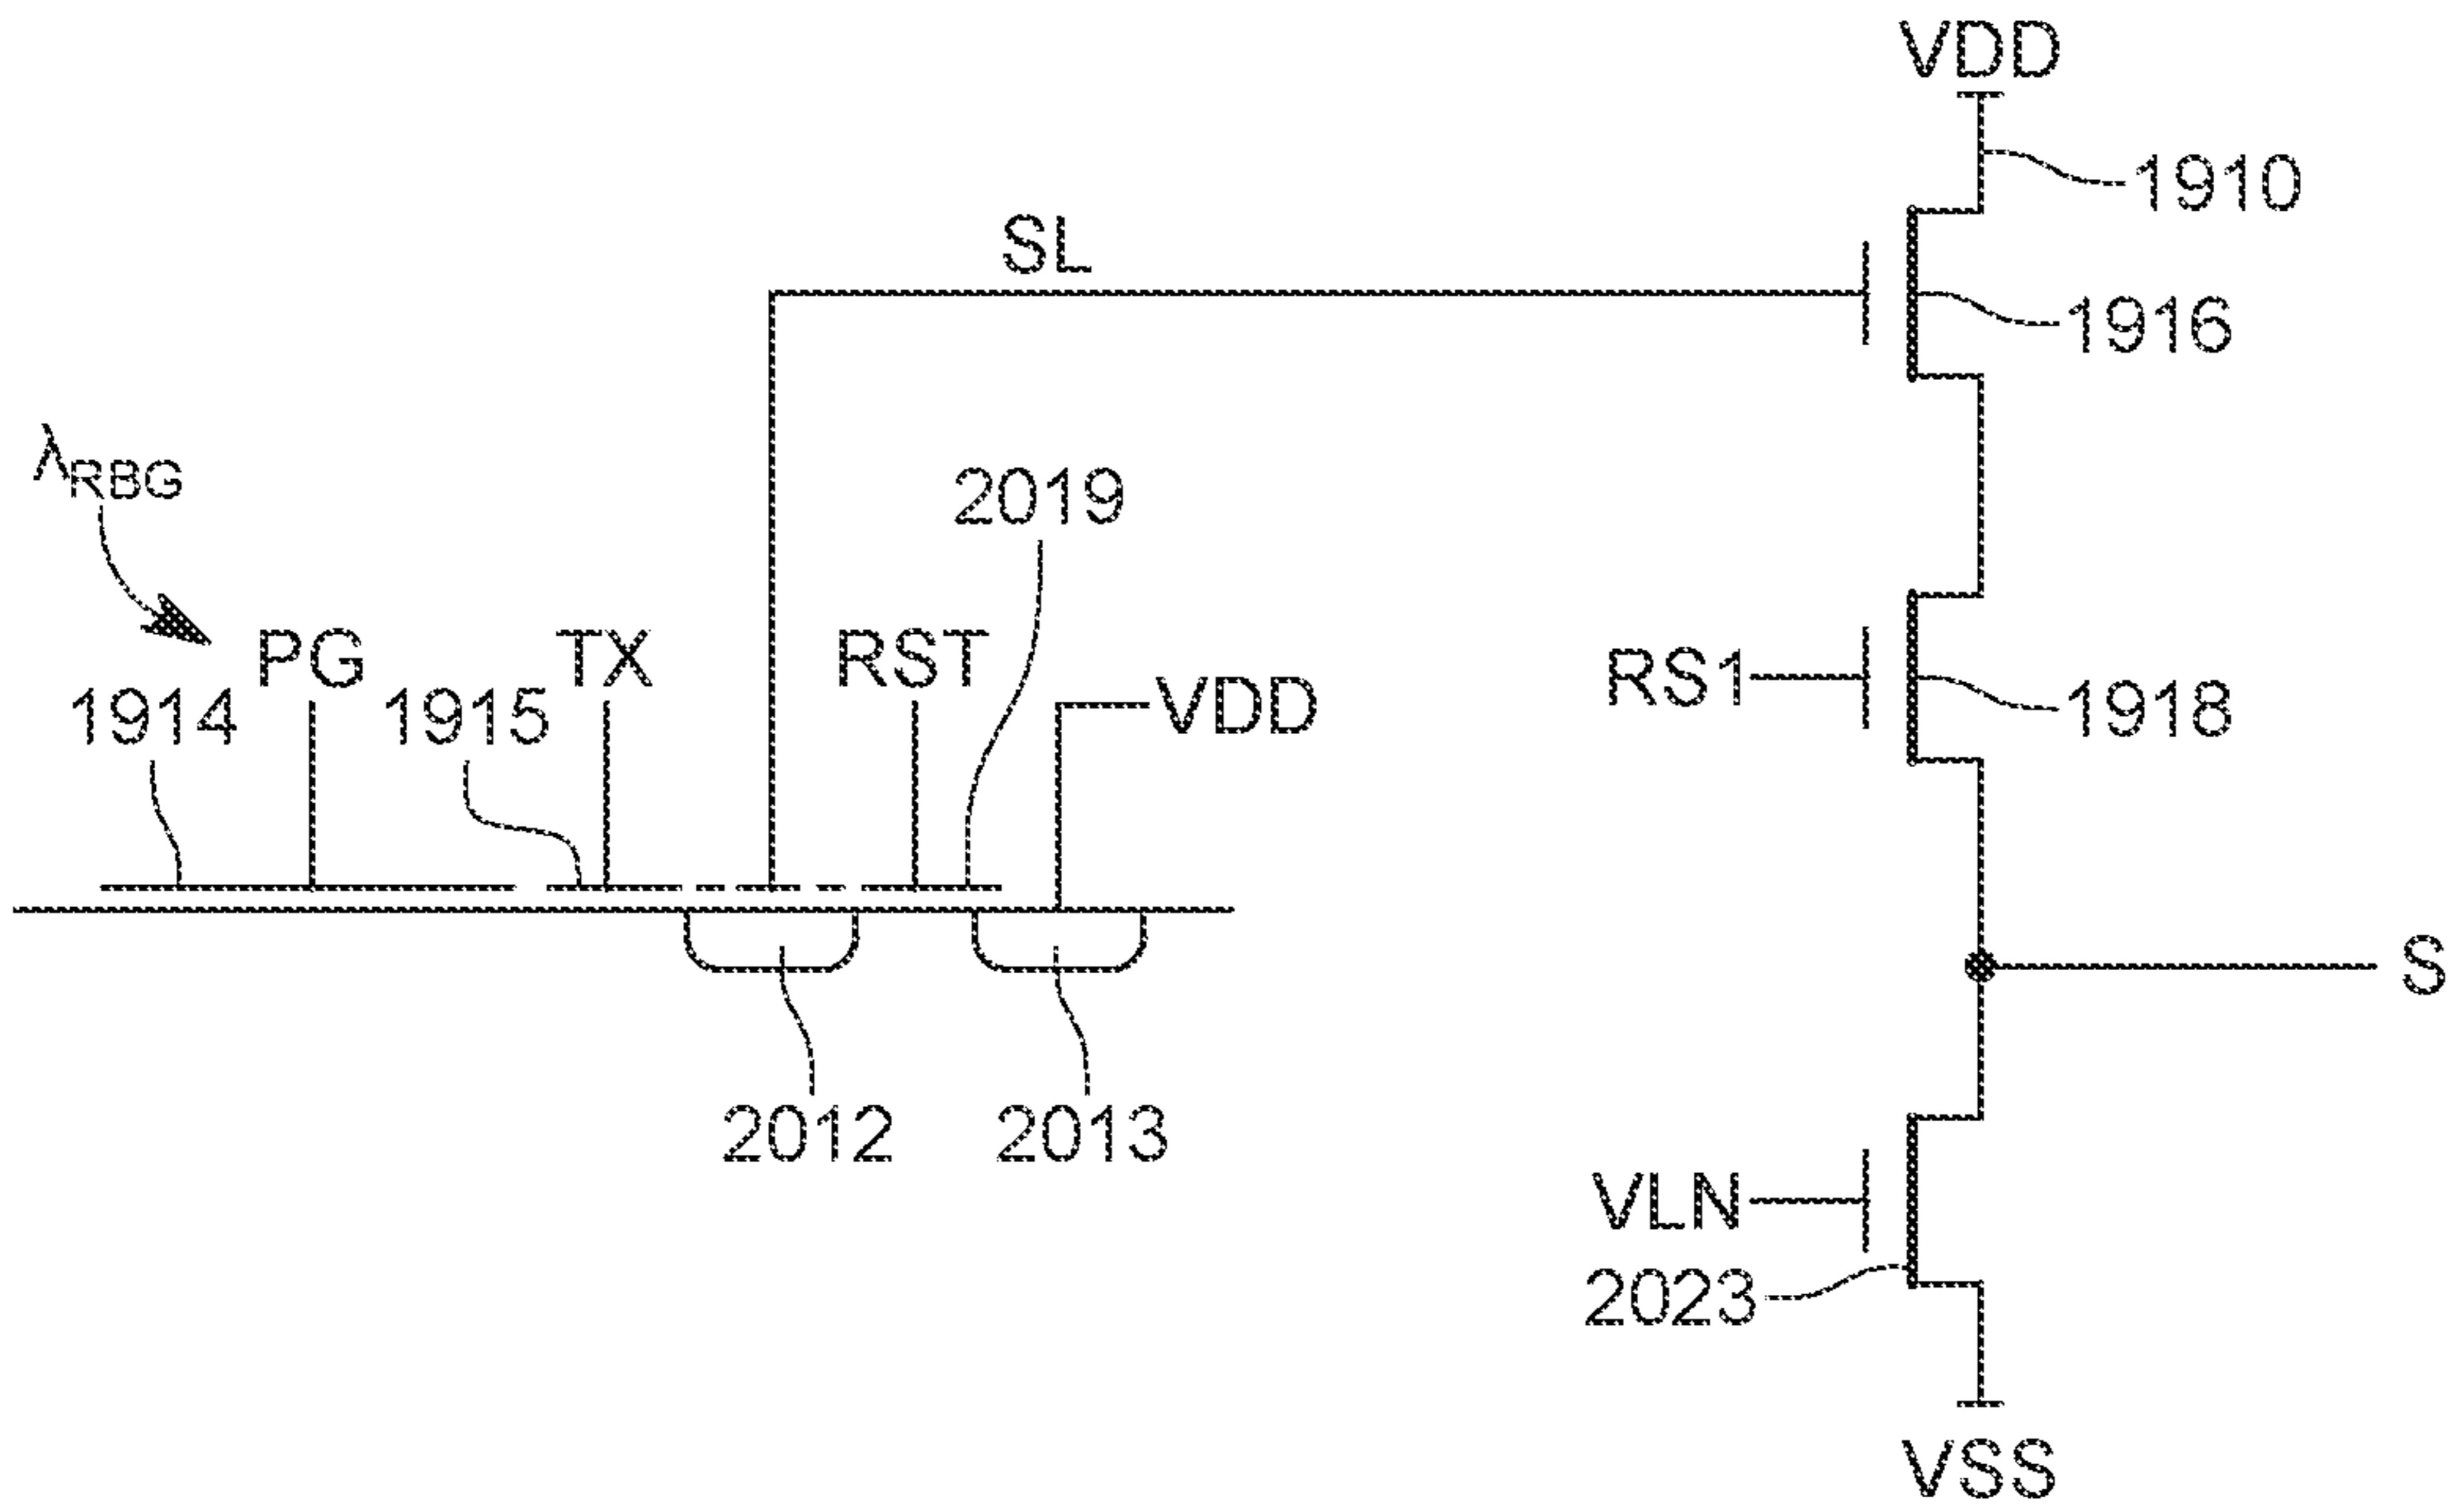 VDD
1910
SL
1916
λRBG
2019
PG
TX
RST
1914
1915
VDD
RS1
1918
S
2012
2013
VLN
2023
VSS